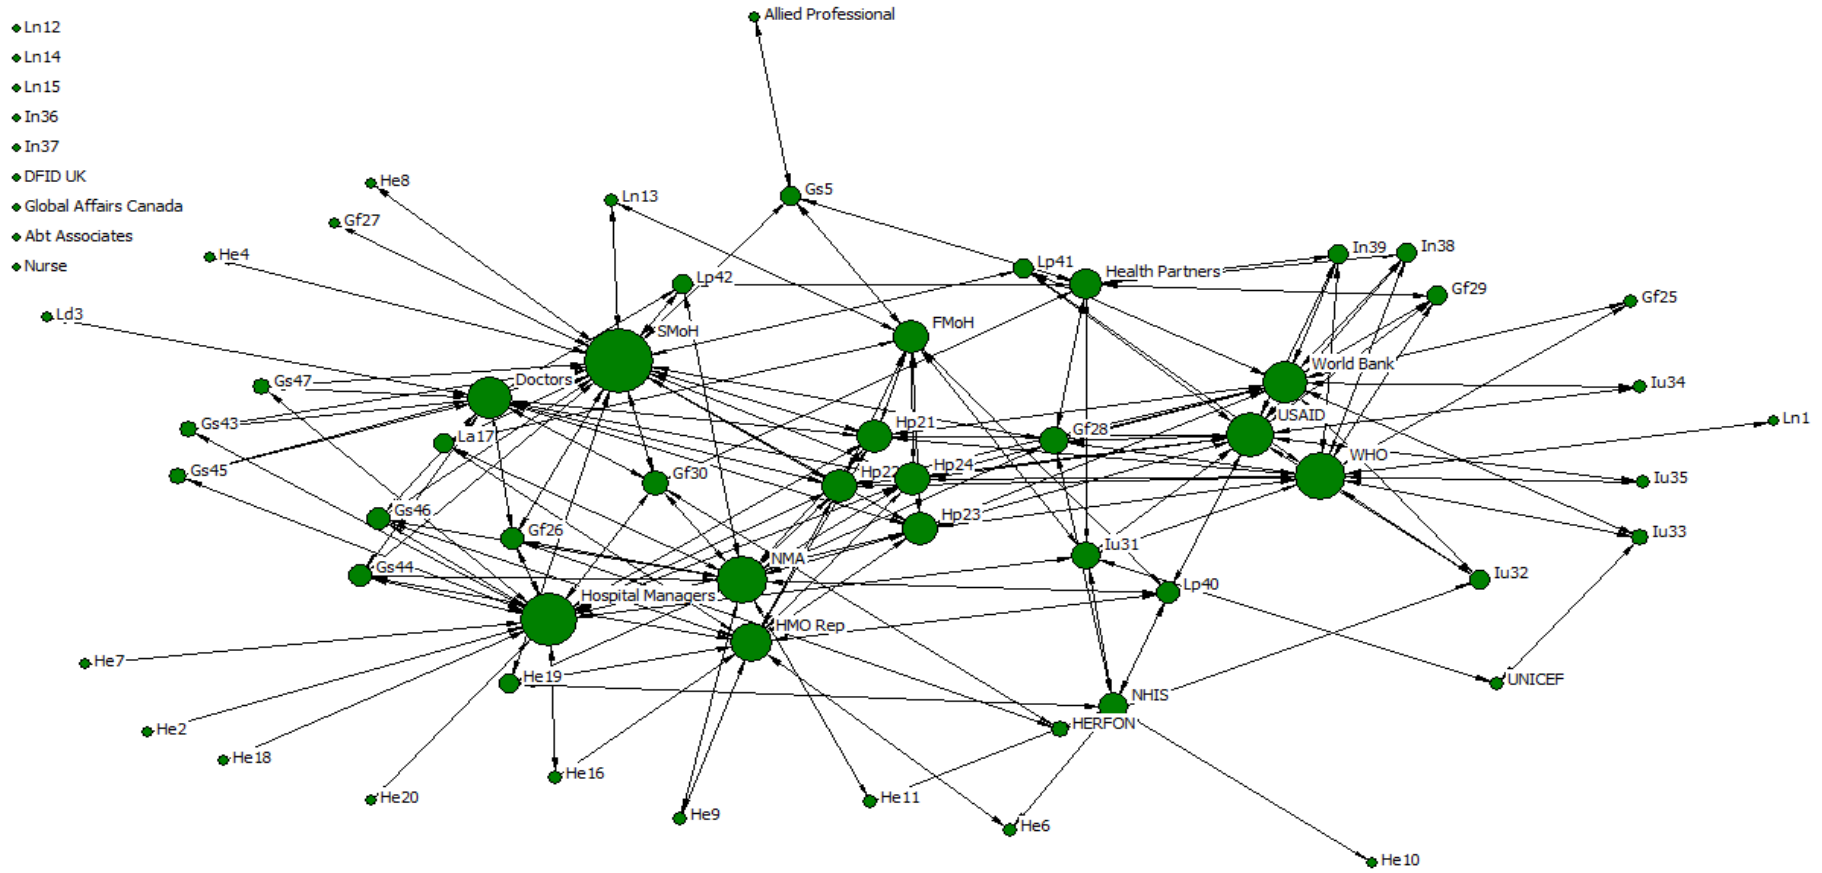 Allied Professional
Ln12
Ln14
Ln15
In36
In37
DFID UK
Global Affairs Canada
Abt Associates
Nurse
He8
Ln13
Gs5
Gf27
He4
Lp42
Lp41
Health Partners
In39
In38
Gf29
Gf25
Ld3
SMoH
FMoH
World Bank
Gs47
Doctors
Iu34
USAID
Ln1
Gs43
La17
Hp21
Gf28
WHO
Gs45
Gf30
Hp22
Hp24
Iu35
Gs46
Gf26
Hp23
Iu33
Gs44
NMA
Iu31
Iu32
Hospital Managers
Lp40
HMO Rep
He7
He19
UNICEF
NHIS
HERFON
He2
He18
He16
He20
He9
He11
He6
He10